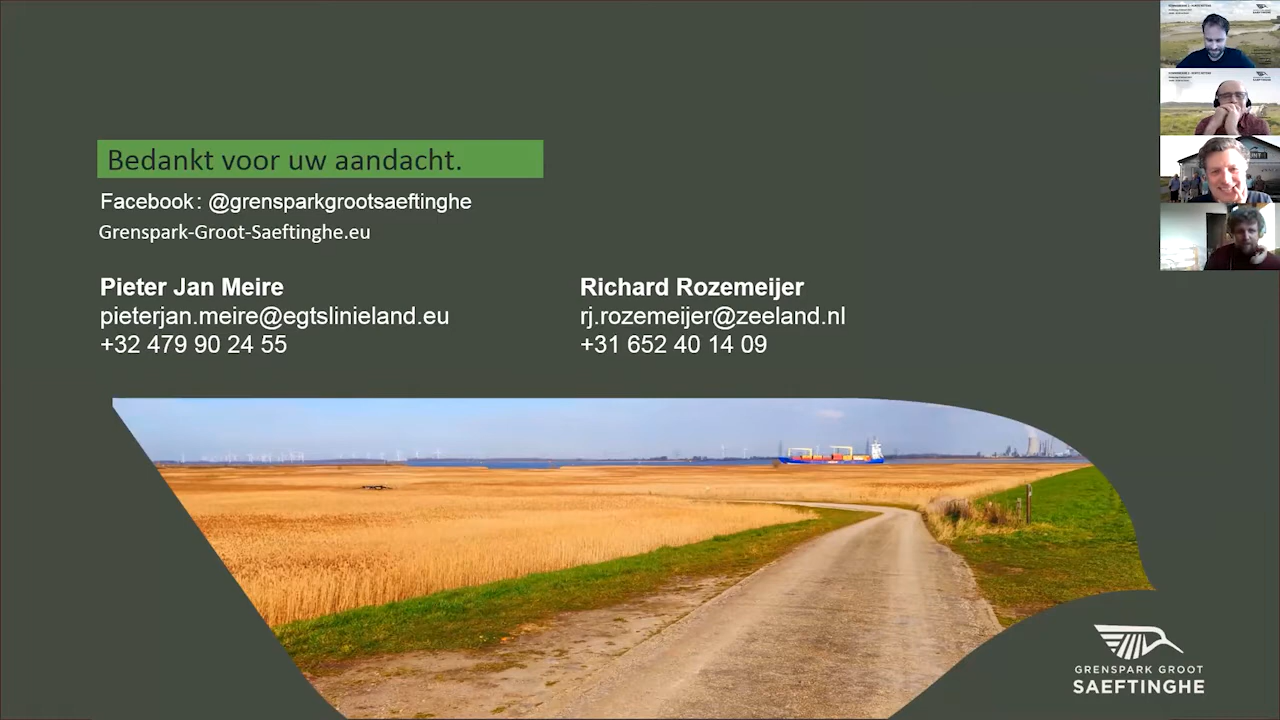 Bedankt voor uw aandacht.
Facebook: @grensparkgrootsaeftinghe
Grenspark-Groot-Saeftinghe.eu
Pieter Jan Meire
pieterjan.meire@egtslinieland.eu
+32 479 90 24 55
Richard Rozemeijer
rj.rozemeijer@zeeland.nl
+31 652 40 14 09
GRENSPARK GROOT
SAEFTINGHE